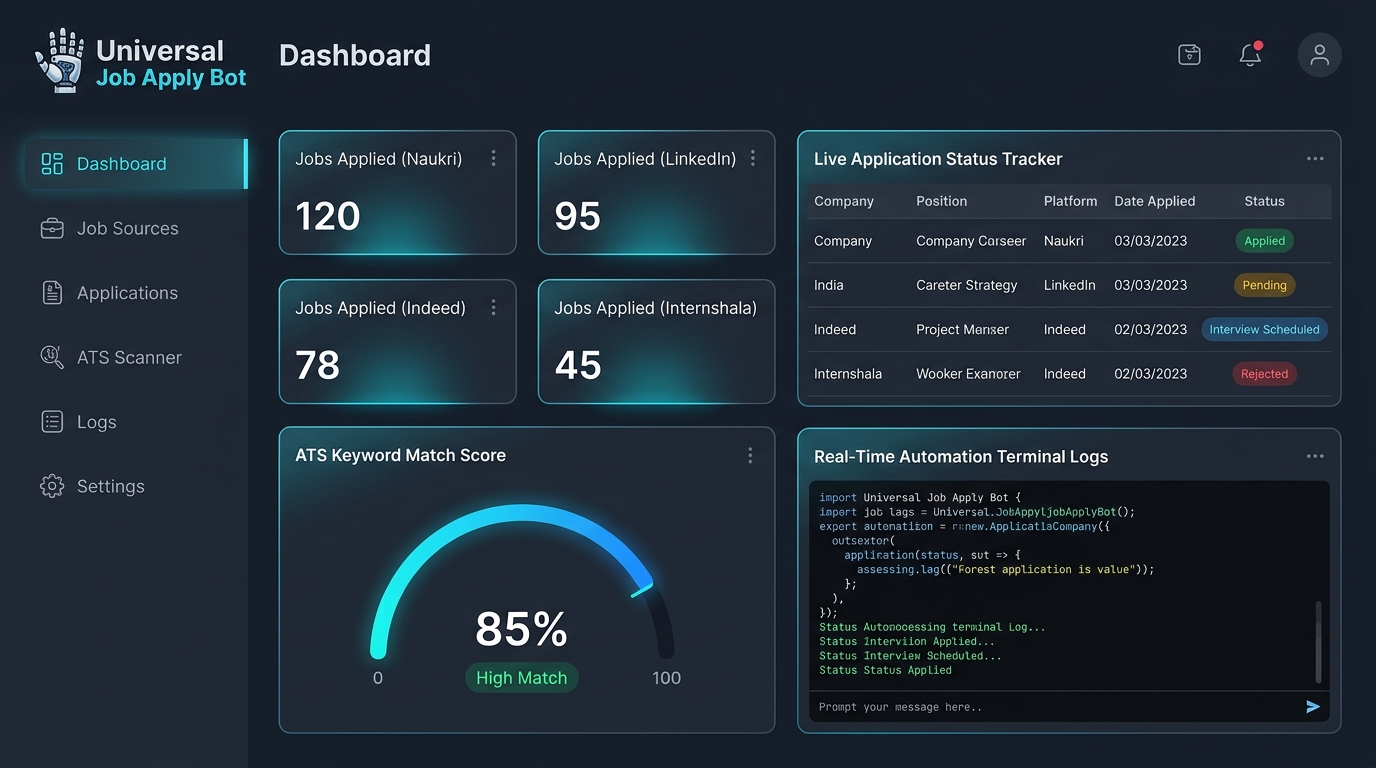 Universal
Job Apply Bot
Dashboard
Dashboard
Job Sources
Applications
ATS Scanner
Logs
Settings
Jobs Applied (Naukri)
120
Jobs Applied (LinkedIn)
95
Jobs Applied (Indeed)
78
Jobs Applied (Internshala)
45
ATS Keyword Match Score
85%
High Match
0
100
Live Application Status Tracker
Company Position Platform Date Applied Status
Company Company Carseer Naukri 03/03/2023 Applied
India Careter Strategy LinkedIn 03/03/2023 Pending
Indeed Project Manser Indeed 02/03/2023 Interview Scheduled
Internshala Wooker Examorer Indeed 02/03/2023 Rejected
Real-Time Automation Terminal Logs
import Universal Job Apply Bot {
import job lags = Universal.JobAppyljobApplyBot();
export automation = new.ApplicatlaCompany({
outsextor(
application(status, sut => {
assessing.lag(("Forest application is value"));
};
),
});
Status Automooessing terminal Log...
Status Intervilon Applied...
Status Interview Scheduled...
Status Status Applied
Prompt your message here..